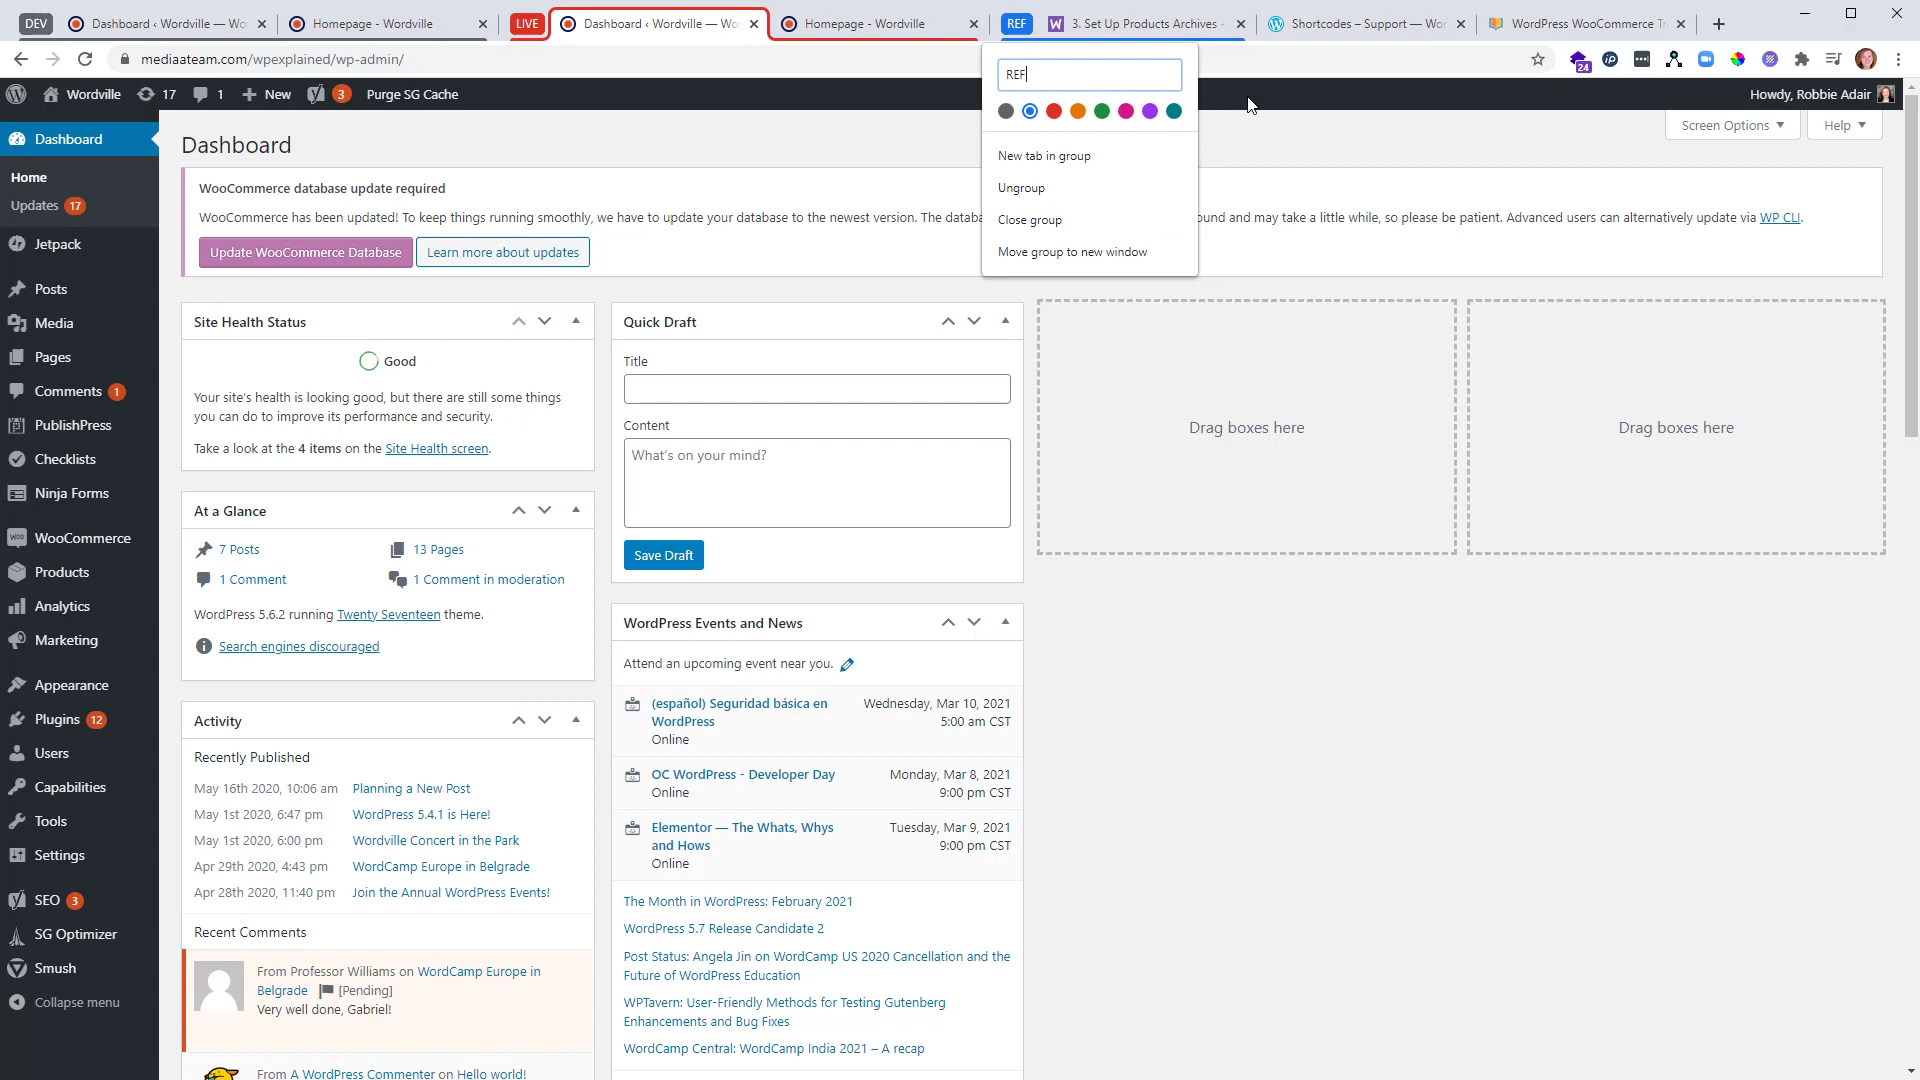 DEV
Dashboard ‹ Wordville — Wo
Homepage - Wordville
LIVE
Dashboard ‹ Wordville — Wo
Homepage - Wordville
REF
3. Set Up Products Archives -
Shortcodes – Support — Wor
WordPress WooCommerce Tr
mediaateam.com/wpexplained/wp-admin/
24
REF
New tab in group
Ungroup
Close group
Move group to new window
Wordville
17
1
New
3
Purge SG Cache
Howdy, Robbie Adair
Screen Options
Help
Dashboard
Home
Updates 17
Jetpack
Posts
Media
Pages
Comments 1
PublishPress
Checklists
Ninja Forms
WooCommerce
Products
Analytics
Marketing
Appearance
Plugins 12
Users
Capabilities
Tools
Settings
SEO 3
SG Optimizer
Smush
Collapse menu
Dashboard
WooCommerce database update required
WooCommerce has been updated! To keep things running smoothly, we have to update your database to the newest version. The databa
ound and may take a little while, so please be patient. Advanced users can alternatively update via WP CLI.
Update WooCommerce Database
Learn more about updates
Site Health Status
Good
Your site's health is looking good, but there are still some things
you can do to improve its performance and security.
Take a look at the 4 items on the Site Health screen.
At a Glance
7 Posts
13 Pages
1 Comment
1 Comment in moderation
WordPress 5.6.2 running Twenty Seventeen theme.
Search engines discouraged
Activity
Recently Published
May 16th 2020, 10:06 am Planning a New Post
May 1st 2020, 6:47 pm WordPress 5.4.1 is Here!
May 1st 2020, 6:00 pm Wordville Concert in the Park
Apr 29th 2020, 4:43 pm WordCamp Europe in Belgrade
Apr 28th 2020, 11:40 pm Join the Annual WordPress Events!
Recent Comments
From Professor Williams on WordCamp Europe in
Belgrade [Pending]
Very well done, Gabriel!
From A WordPress Commenter on Hello world!
Quick Draft
Title
Content
What's on your mind?
Save Draft
WordPress Events and News
Attend an upcoming event near you.
(español) Seguridad básica en
WordPress
Online
Wednesday, Mar 10, 2021
5:00 am CST
OC WordPress - Developer Day
Online
Monday, Mar 8, 2021
9:00 pm CST
Elementor — The Whats, Whys
and Hows
Online
Tuesday, Mar 9, 2021
9:00 pm CST
The Month in WordPress: February 2021
WordPress 5.7 Release Candidate 2
Post Status: Angela Jin on WordCamp US 2020 Cancellation and the
Future of WordPress Education
WPTavern: User-Friendly Methods for Testing Gutenberg
Enhancements and Bug Fixes
WordCamp Central: WordCamp India 2021 – A recap
Drag boxes here
Drag boxes here